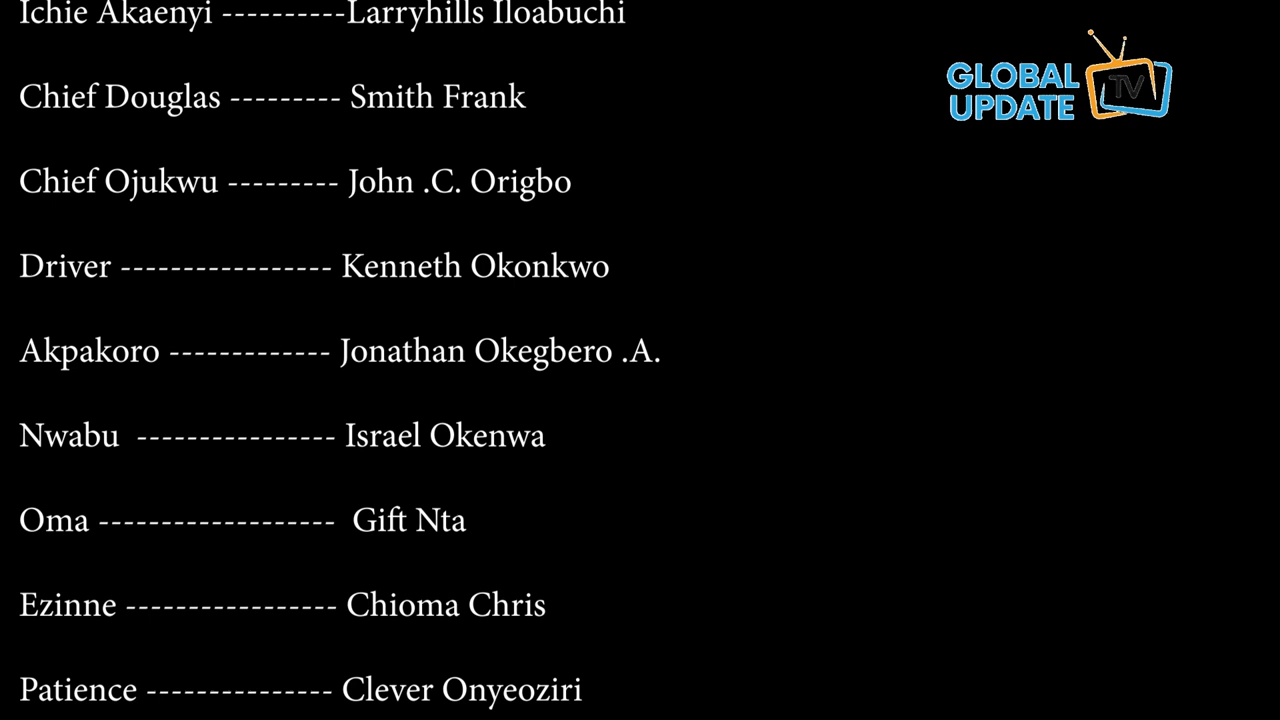 Ichie Akaenyi ----------Larryhills Iloabuchi
GLOBAL
UPDATE
TV
Chief Douglas --------- Smith Frank
Chief Ojukwu --------- John .C. Origbo
Driver ----------------- Kenneth Okonkwo
Akpakoro ------------- Jonathan Okegbero .A.
Nwabu  ---------------- Israel Okenwa
Oma -------------------  Gift Nta
Ezinne ----------------- Chioma Chris
Patience --------------- Clever Onyeoziri